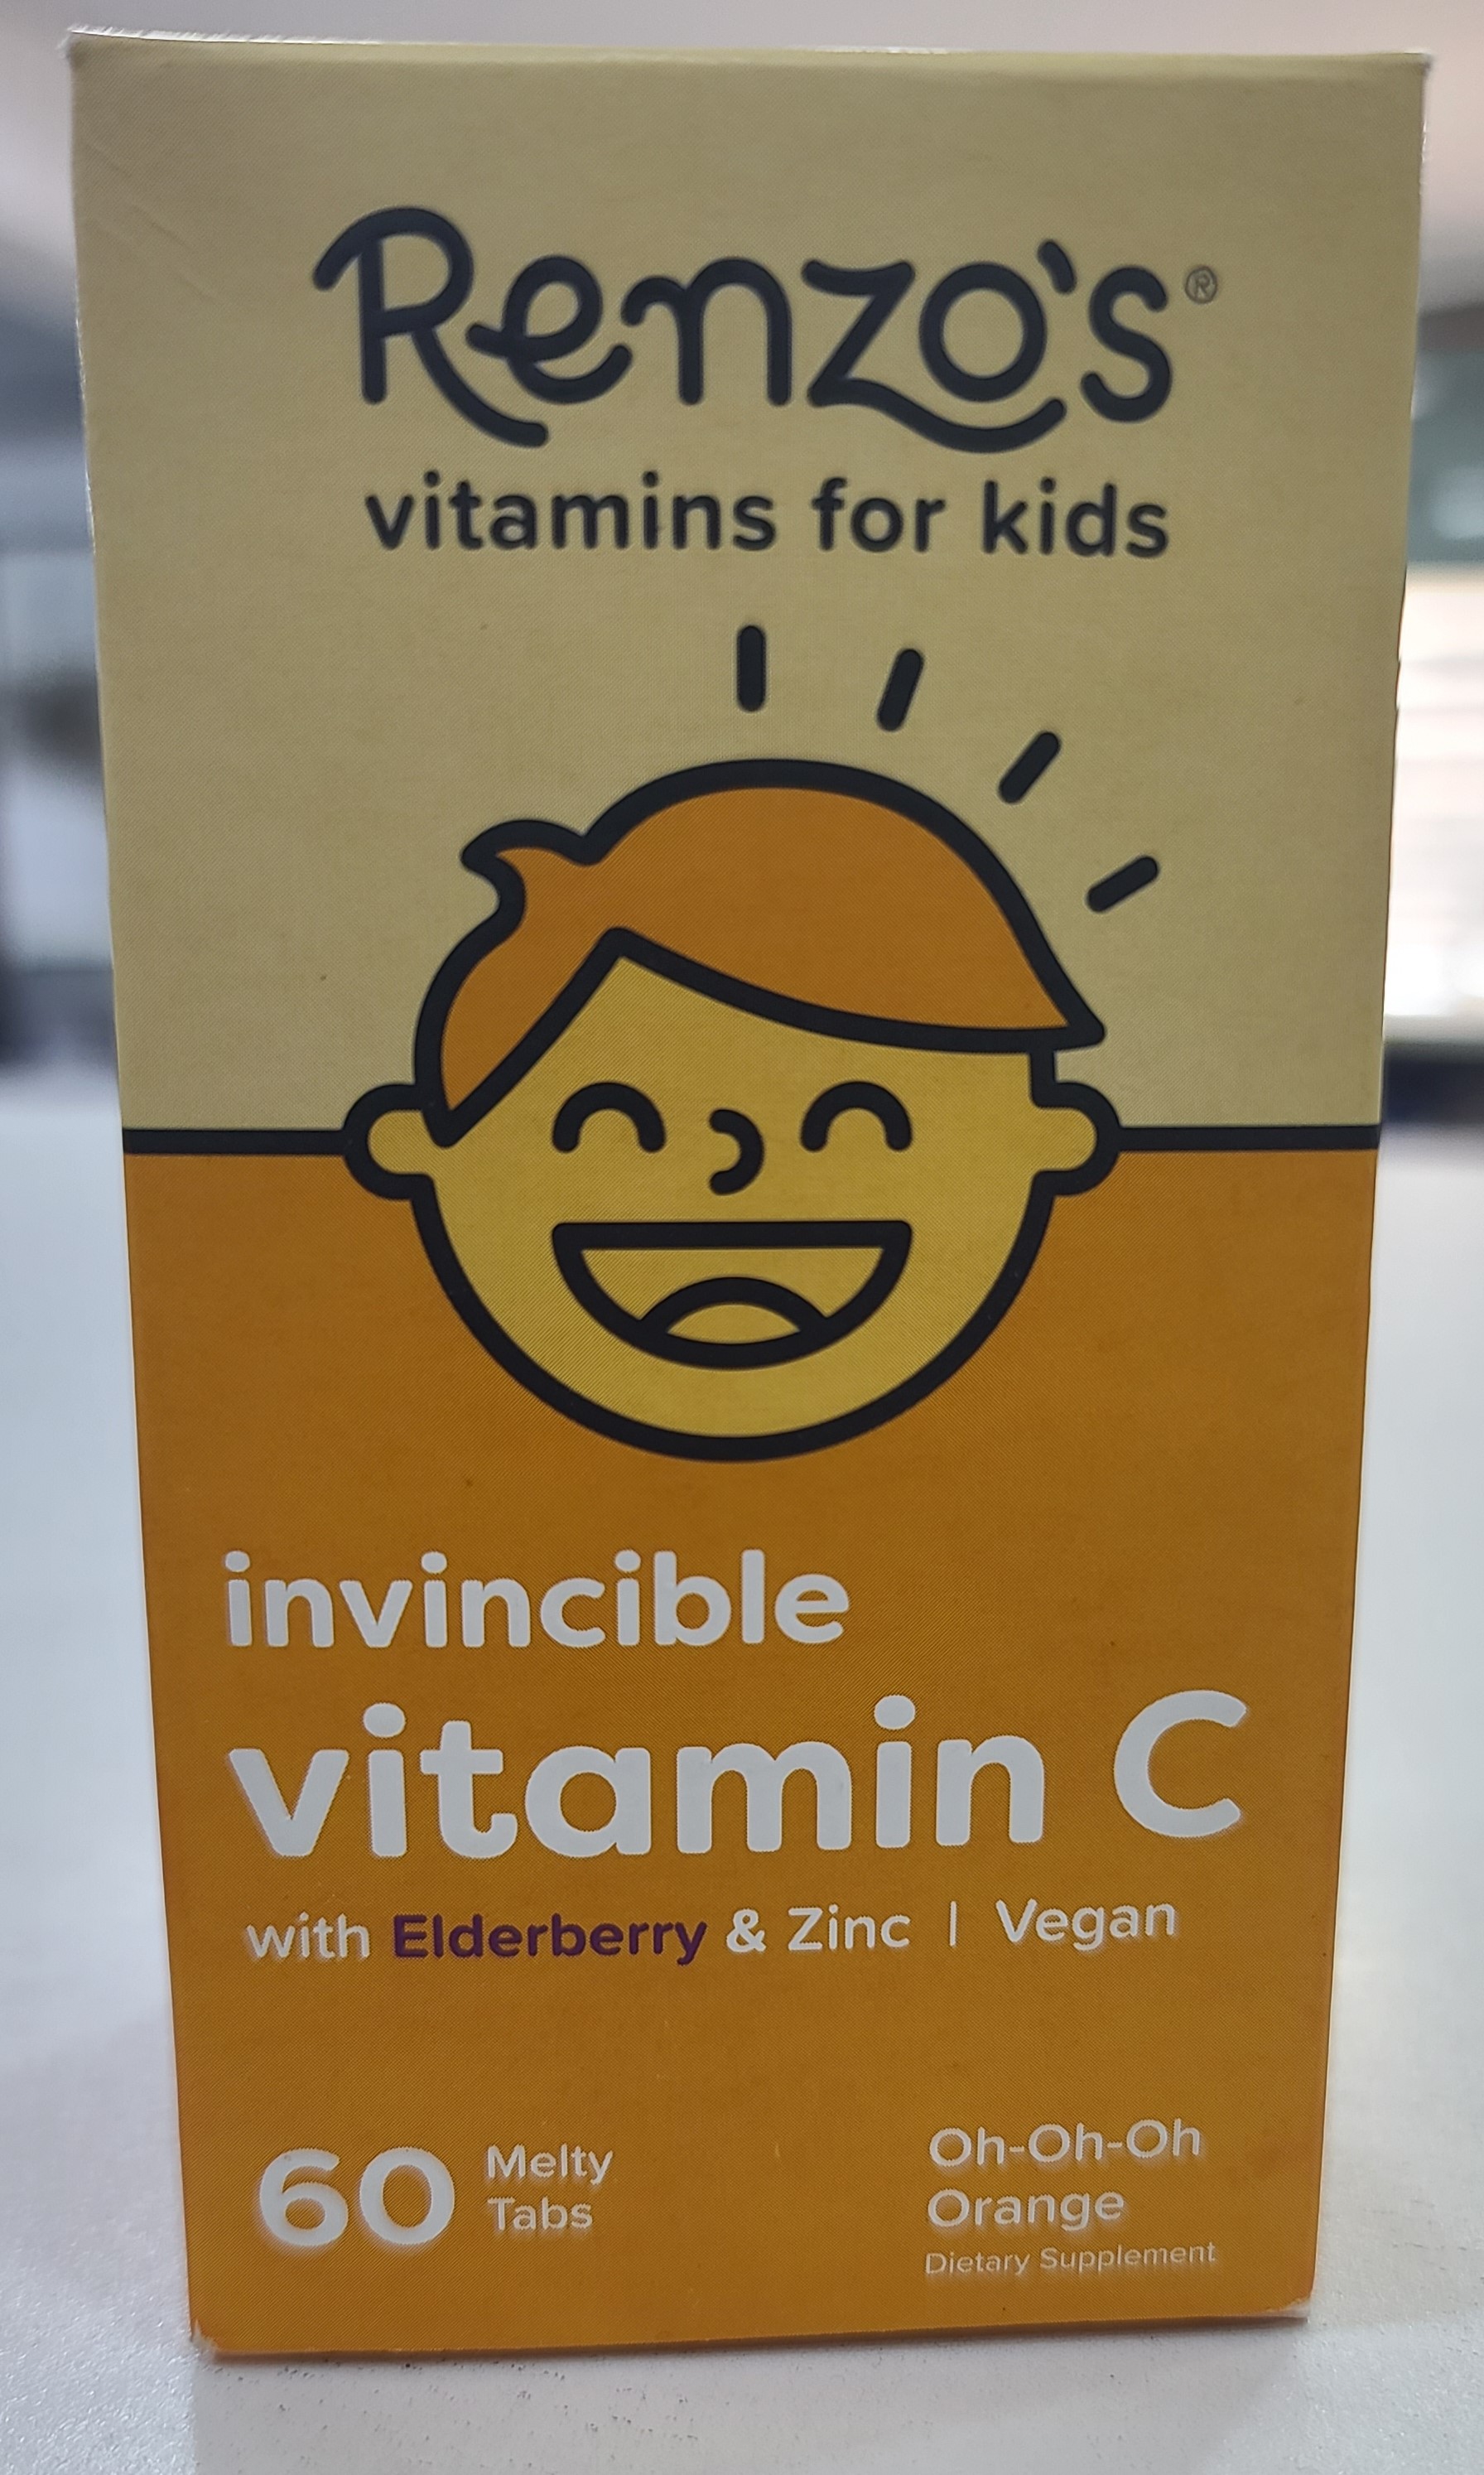 Renzo's®
vitamins for kids
invincible
vitamin C
with Elderberry & Zinc | Vegan
60 Melty
Tabs
Oh-Oh-Oh
Orange
Dietary Supplement